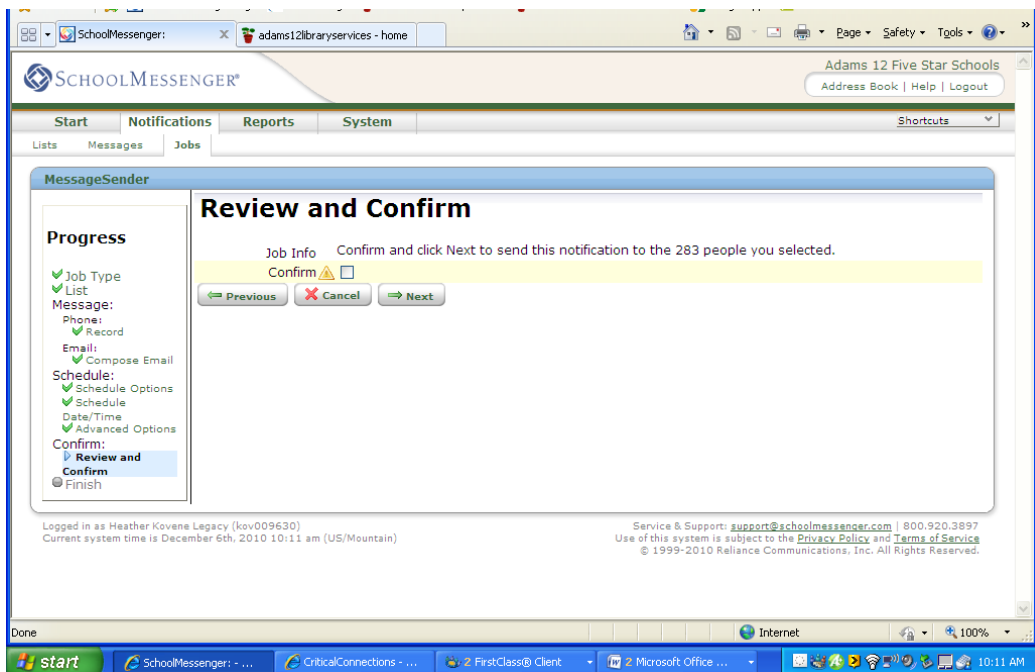 SchoolMessenger: X adams12libraryservices - home
Page Safety Tools »
SCHOOLMESSENGER®
Adams 12 Five Star Schools
Address Book | Help | Logout
Start Notifications Reports System Shortcuts
Lists Messages Jobs
MessageSender
Progress
Job Type
List
Message:
Phone:
Record
Email:
Compose Email
Schedule:
Schedule Options
Schedule
Date/Time
Advanced Options
Confirm:
Review and
Confirm
Finish
Review and Confirm
Job Info Confirm and click Next to send this notification to the 283 people you selected.
Confirm
Previous Cancel Next
Logged in as Heather Kovene Legacy (kov009630)
Current system time is December 6th, 2010 10:11 am (US/Mountain)
Service & Support: support@schoolmessenger.com | 800.920.3897
Use of this system is subject to the Privacy Policy and Terms of Service
© 1999-2010 Reliance Communications, Inc. All Rights Reserved.
Done Internet 100%
start SchoolMessenger: - ... CriticalConnections - ... 2 FirstClass® Client 2 Microsoft Office ... 10:11 AM